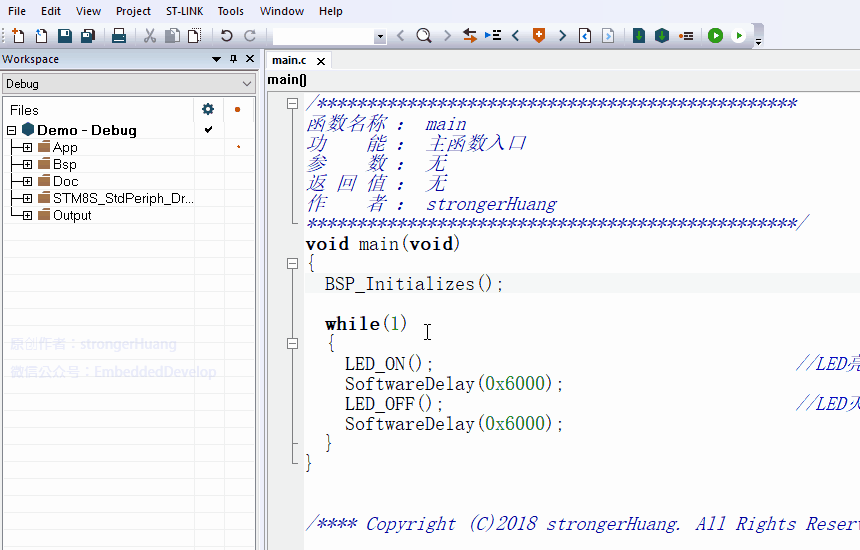 File Edit View Project ST-LINK Tools Window Help
Workspace
main.c
Debug
main()
Files
Demo - Debug
App
Bsp
Doc
STM8S_StdPeriph_Dr...
Output
原创作者：strongerHuang
微信公众号：EmbeddedDevelop
/************************************************
函数名称 ： main
功 能 ： 主函数入口
参 数 ： 无
返 回 值 ： 无
作 者 ： strongerHuang
*************************************************/
void main(void)
{
BSP_Initializes();
while(1)
{
LED_ON(); //LED亮
SoftwareDelay(0x6000);
LED_OFF(); //LED灭
SoftwareDelay(0x6000);
}
}
/**** Copyright (C)2018 strongerHuang. All Rights Reser